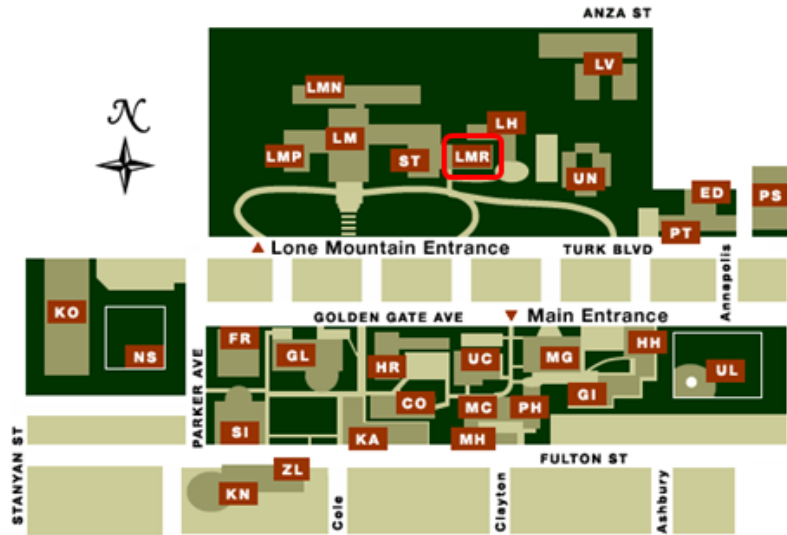 ANZA ST
LV
LMN
N
LH
LM
LMP
ST
LMR
UN
ED
PS
PT
▲ Lone Mountain Entrance
TURK BLVD
Annapolis
KO
NS
GOLDEN GATE AVE
▼ Main Entrance
FR
GL
HR
UC
MG
HH
UL
GI
PARKER AVE
CO
MC
PH
SI
KA
MH
FULTON ST
STANYAN ST
ZL
KN
Cole
Clayton
Ashbury